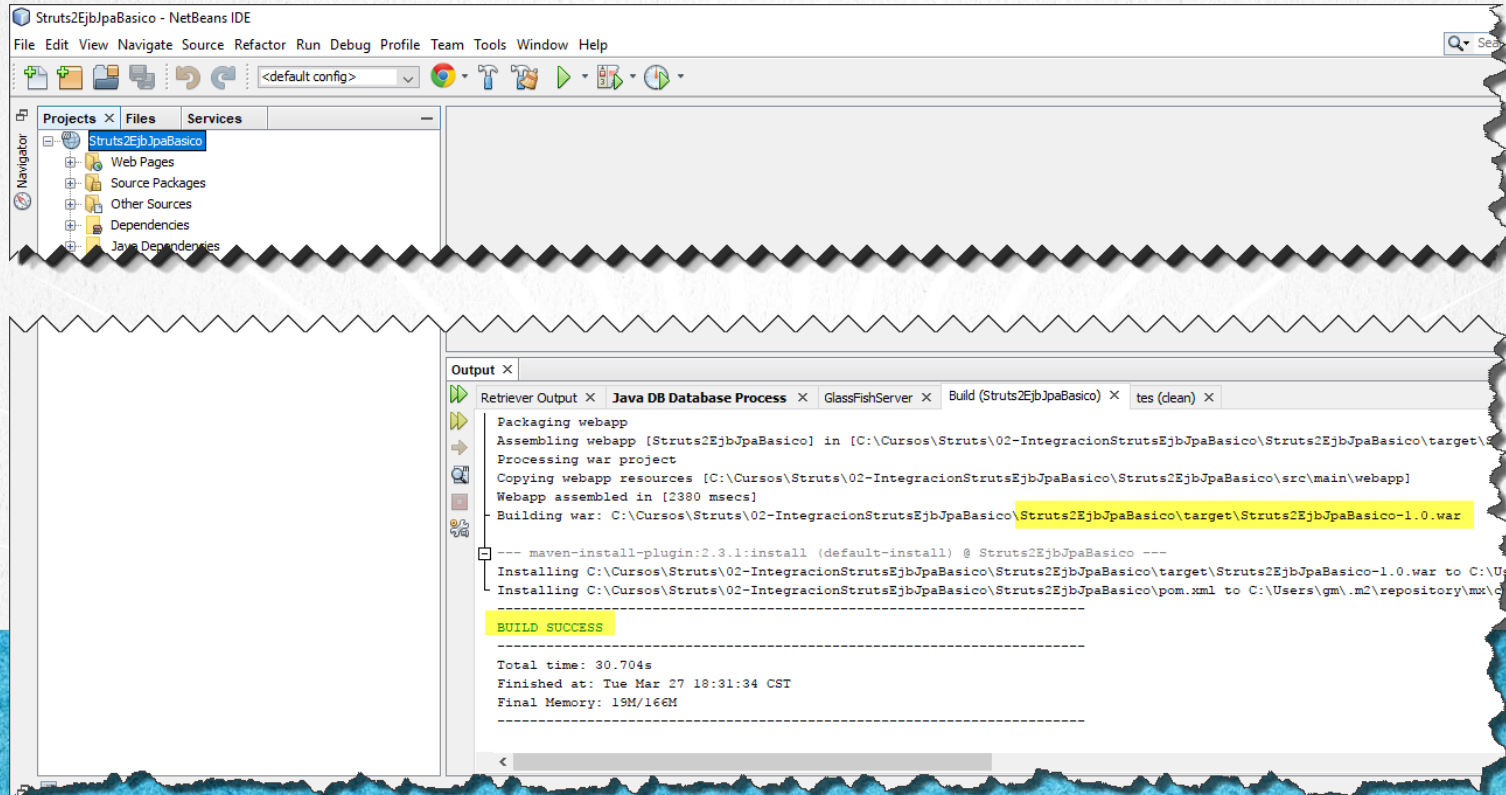 Struts2EjbJpaBasico - NetBeans IDE
File Edit View Navigate Source Refactor Run Debug Profile Team Tools Window Help
<default config>
Projects Files Services
Navigator
Struts2EjbJpaBasico
Web Pages
Source Packages
Other Sources
Dependencies
Java Dependencies
Output
Retriever Output Java DB Database Process GlassFishServer Build (Struts2EjbJpaBasico) tes (clean)
Packaging webapp
Assembling webapp [Struts2EjbJpaBasico] in [C:\Cursos\Struts\02-IntegracionStrutsEjbJpaBasico\Struts2EjbJpaBasico\target\
Processing war project
Copying webapp resources [C:\Cursos\Struts\02-IntegracionStrutsEjbJpaBasico\Struts2EjbJpaBasico\src\main\webapp]
Webapp assembled in [2380 msecs]
Building war: C:\Cursos\Struts\02-IntegracionStrutsEjbJpaBasico\Struts2EjbJpaBasico\target\Struts2EjbJpaBasico-1.0.war
--- maven-install-plugin:2.3.1:install (default-install) @ Struts2EjbJpaBasico ---
Installing C:\Cursos\Struts\02-IntegracionStrutsEjbJpaBasico\Struts2EjbJpaBasico\target\Struts2EjbJpaBasico-1.0.war to C:\
Installing C:\Cursos\Struts\02-IntegracionStrutsEjbJpaBasico\Struts2EjbJpaBasico\pom.xml to C:\Users\gm\.m2\repository\mx\
------------------------------------------------------------------------
BUILD SUCCESS
------------------------------------------------------------------------
Total time: 30.704s
Finished at: Tue Mar 27 18:31:34 CST
Final Memory: 19M/166M
------------------------------------------------------------------------